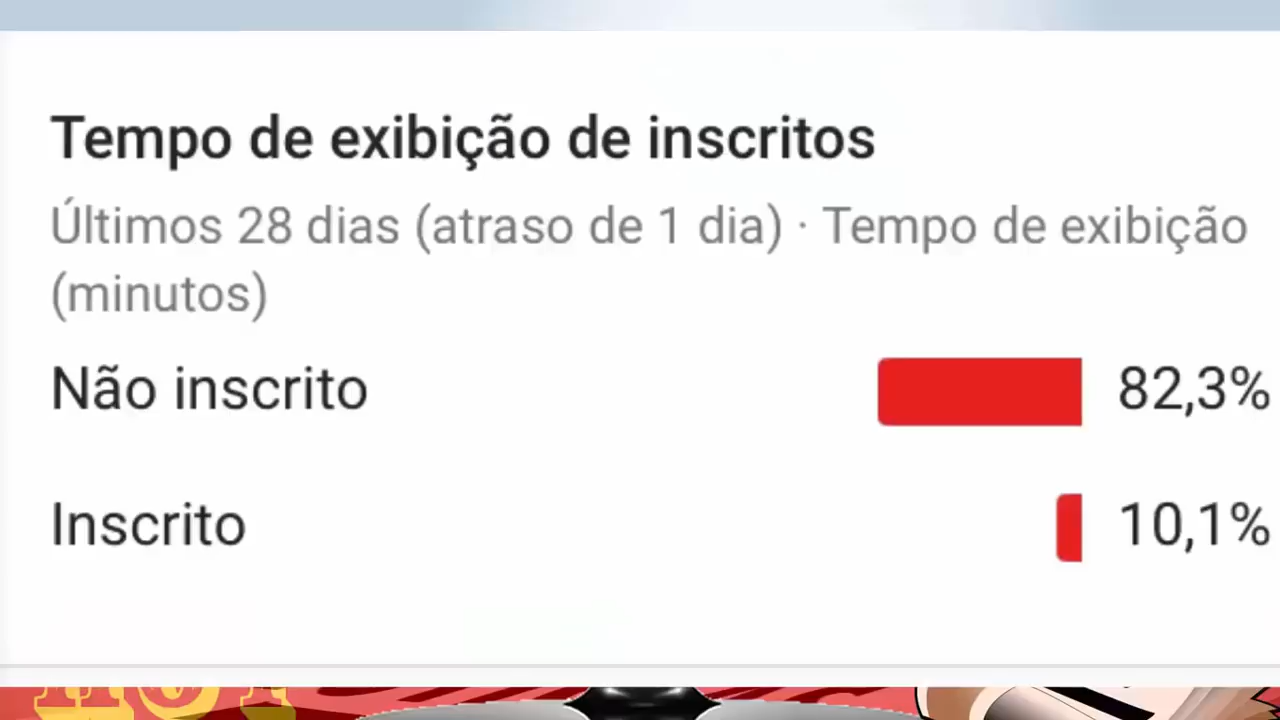 Tempo de exibição de inscritos
Últimos 28 dias (atraso de 1 dia) · Tempo de exibição
(minutos)
Não inscrito 82,3%
Inscrito 10,1%